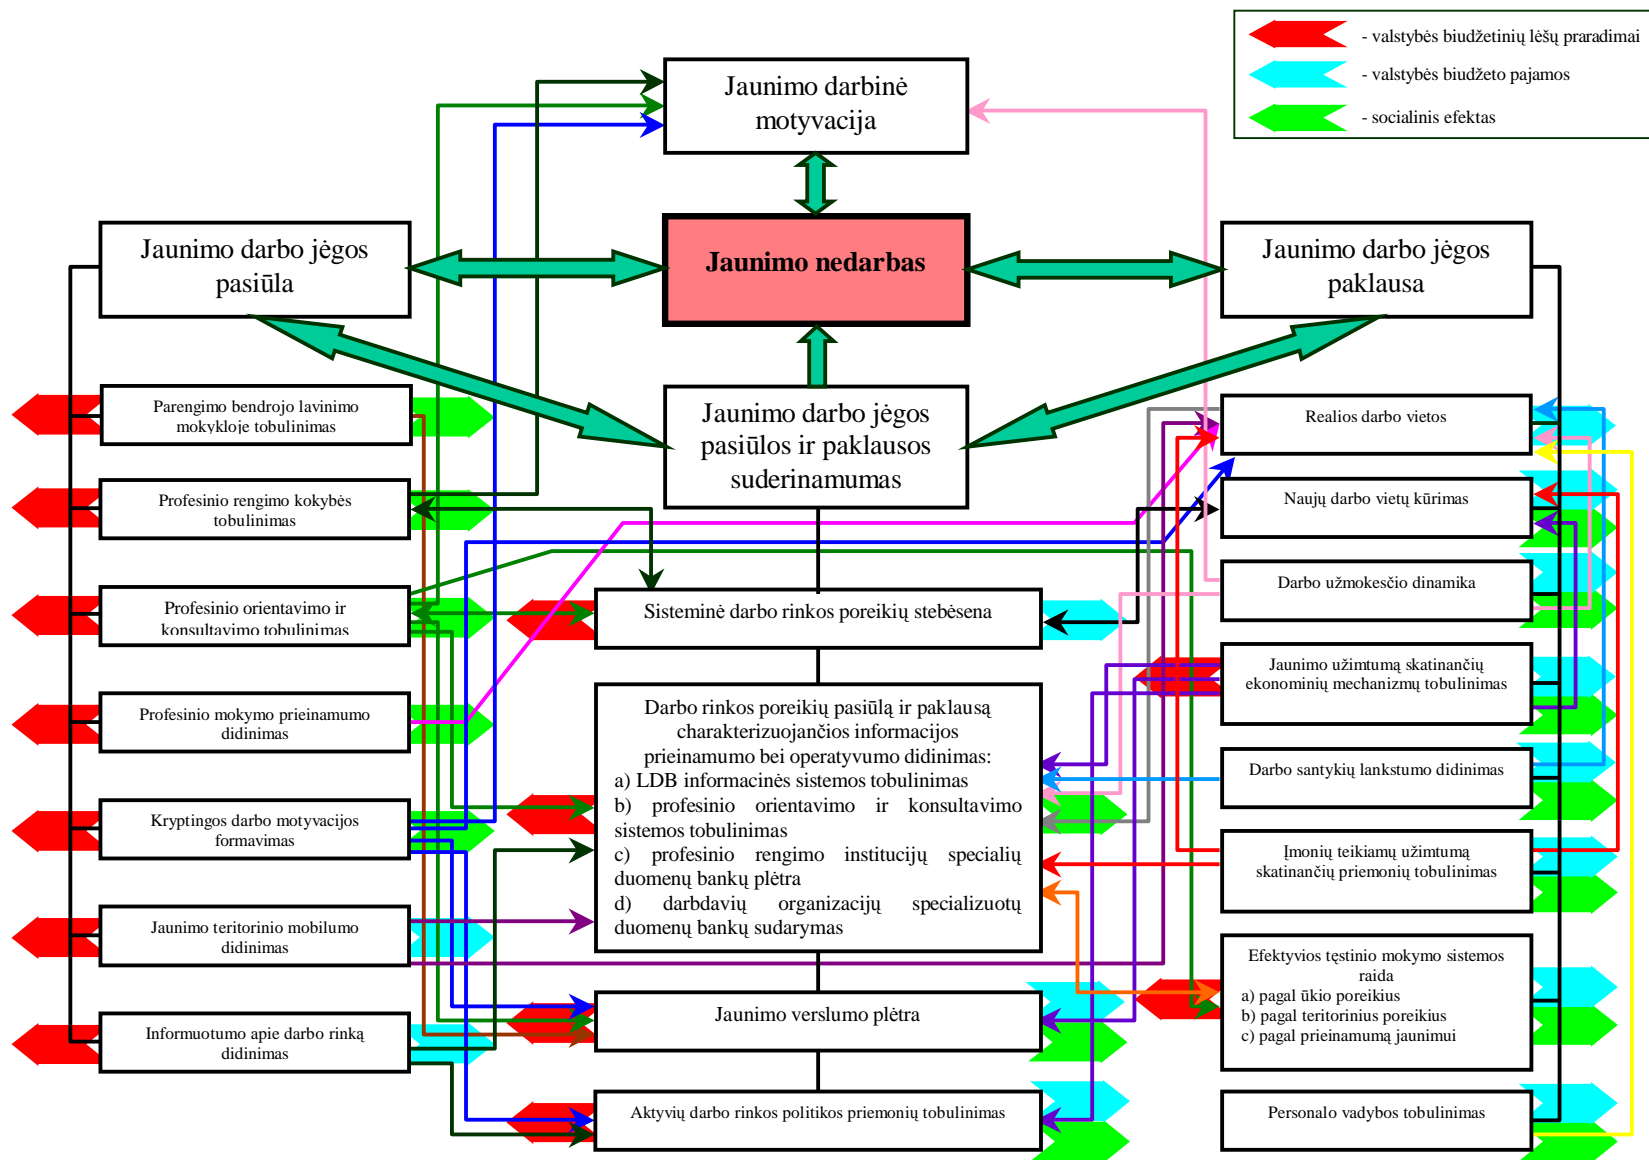 - valstybės biudžetinių lėšų praradimai
- valstybės biudžeto pajamos
- socialinis efektas
Jaunimo darbinė
motyvacija
Jaunimo darbo jėgos
pasiūla
Jaunimo nedarbas
Jaunimo darbo jėgos
paklausa
Jaunimo darbo jėgos
pasiūlos ir paklausos
suderinamumas
Parengimo bendrojo lavinimo
mokykloje tobulinimas
Profesinio rengimo kokybės
tobulinimas
Profesinio orientavimo ir
konsultavimo tobulinimas
Profesinio mokymo prieinamumo
didinimas
Kryptingos darbo motyvacijos
formavimas
Jaunimo teritorinio mobilumo
didinimas
Informuotumo apie darbo rinką
didinimas
Sisteminė darbo rinkos poreikių stebėsena
Darbo rinkos poreikių pasiūlą ir paklausą
charakterizuojančios informacijos
prieinamumo bei operatyvumo didinimas:
a) LDB informacinės sistemos tobulinimas
b) profesinio orientavimo ir konsultavimo
sistemos tobulinimas
c) profesinio rengimo institucijų specialių
duomenų bankų plėtra
d) darbdavių organizacijų specializuotų
duomenų bankų sudarymas
Jaunimo verslumo plėtra
Aktyvių darbo rinkos politikos priemonių tobulinimas
Realios darbo vietos
Naujų darbo vietų kūrimas
Darbo užmokesčio dinamika
Jaunimo užimtumą skatinančių
ekonominių mechanizmų tobulinimas
Darbo santykių lankstumo didinimas
Įmonių teikiamų užimtumą
skatinančių priemonių tobulinimas
Efektyvios tęstinio mokymo sistemos
raida
a) pagal ūkio poreikius
b) pagal teritorinius poreikius
c) pagal prieinamumą jaunimui
Personalo vadybos tobulinimas